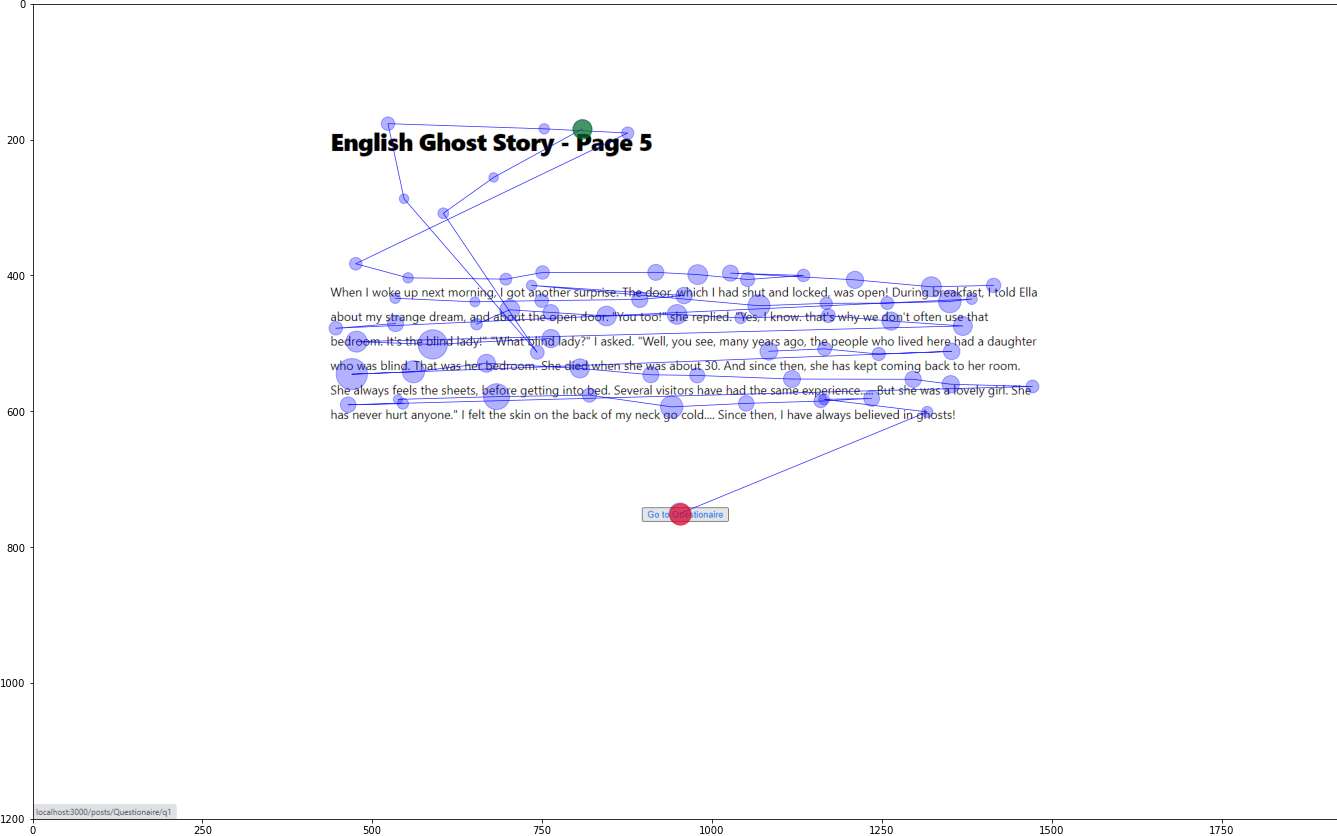 0
200
400
600
800
1000
1200
English Ghost Story - Page 5
When I woke up next morning, I got another surprise. The door, which I had shut and locked, was open! During breakfast, I told Ella
about my strange dream, and about the open door. "You too!" she replied. "Yes, I know. that's why we don't often use that
bedroom. It's the blind lady!" "What blind lady?" I asked. "Well, you see, many years ago, the people who lived here had a daughter
who was blind. That was her bedroom. She died when she was about 30. And since then, she has kept coming back to her room.
She always feels the sheets, before getting into bed. Several visitors have had the same experience..... But she was a lovely girl. She
has never hurt anyone." I felt the skin on the back of my neck go cold.... Since then, I have always believed in ghosts!
Go to Questionaire
localhost:3000/posts/Questionaire/q1
0 250 500 750 1000 1250 1500 1750